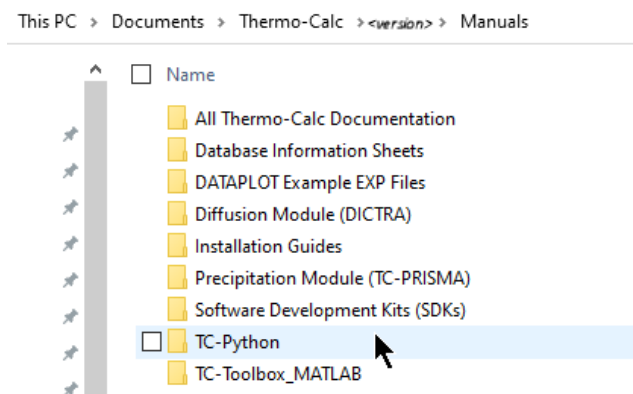 This PC > Documents > Thermo-Calc > <version> > Manuals
Name
All Thermo-Calc Documentation
Database Information Sheets
DATAPLOT Example EXP Files
Diffusion Module (DICTRA)
Installation Guides
Precipitation Module (TC-PRISMA)
Software Development Kits (SDKs)
TC-Python
TC-Toolbox_MATLAB